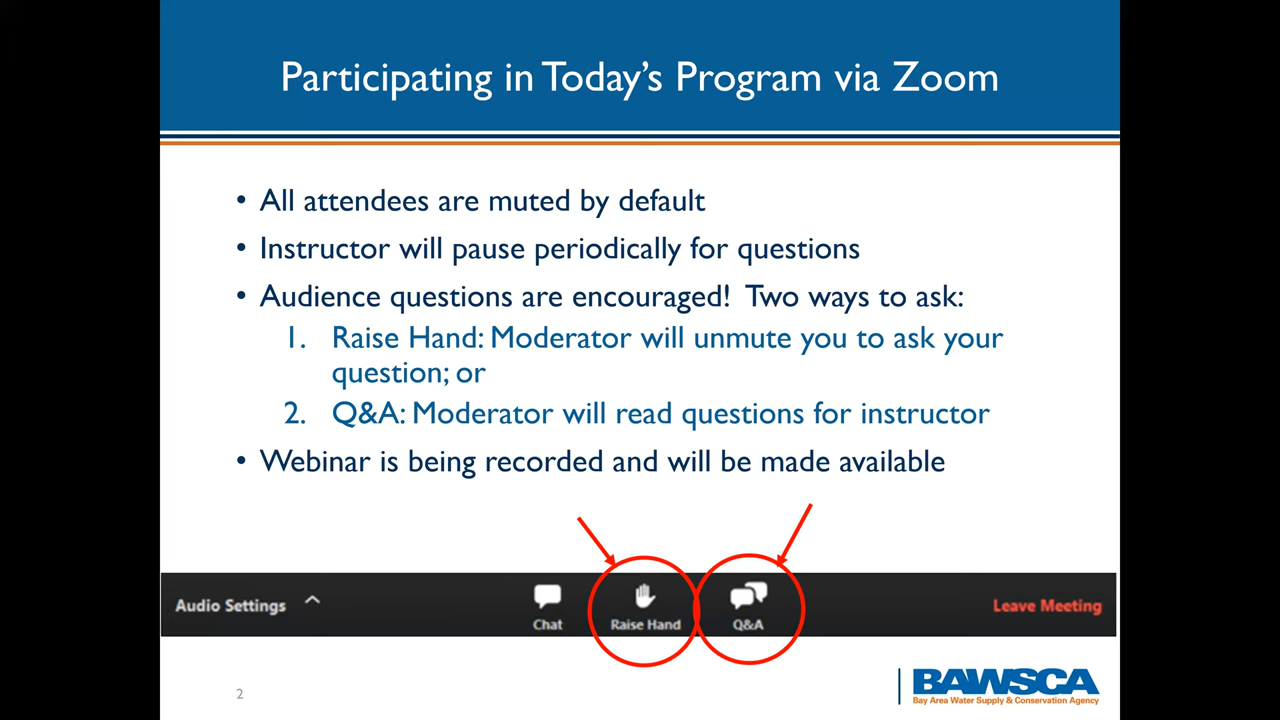 Participating in Today's Program via Zoom
• All attendees are muted by default
• Instructor will pause periodically for questions
• Audience questions are encouraged!  Two ways to ask:
1. Raise Hand: Moderator will unmute you to ask your
question; or
2. Q&A: Moderator will read questions for instructor
• Webinar is being recorded and will be made available
Audio Settings
Chat
Raise Hand
Q&A
Leave Meeting
2
BAWSCA
Bay Area Water Supply & Conservation Agency